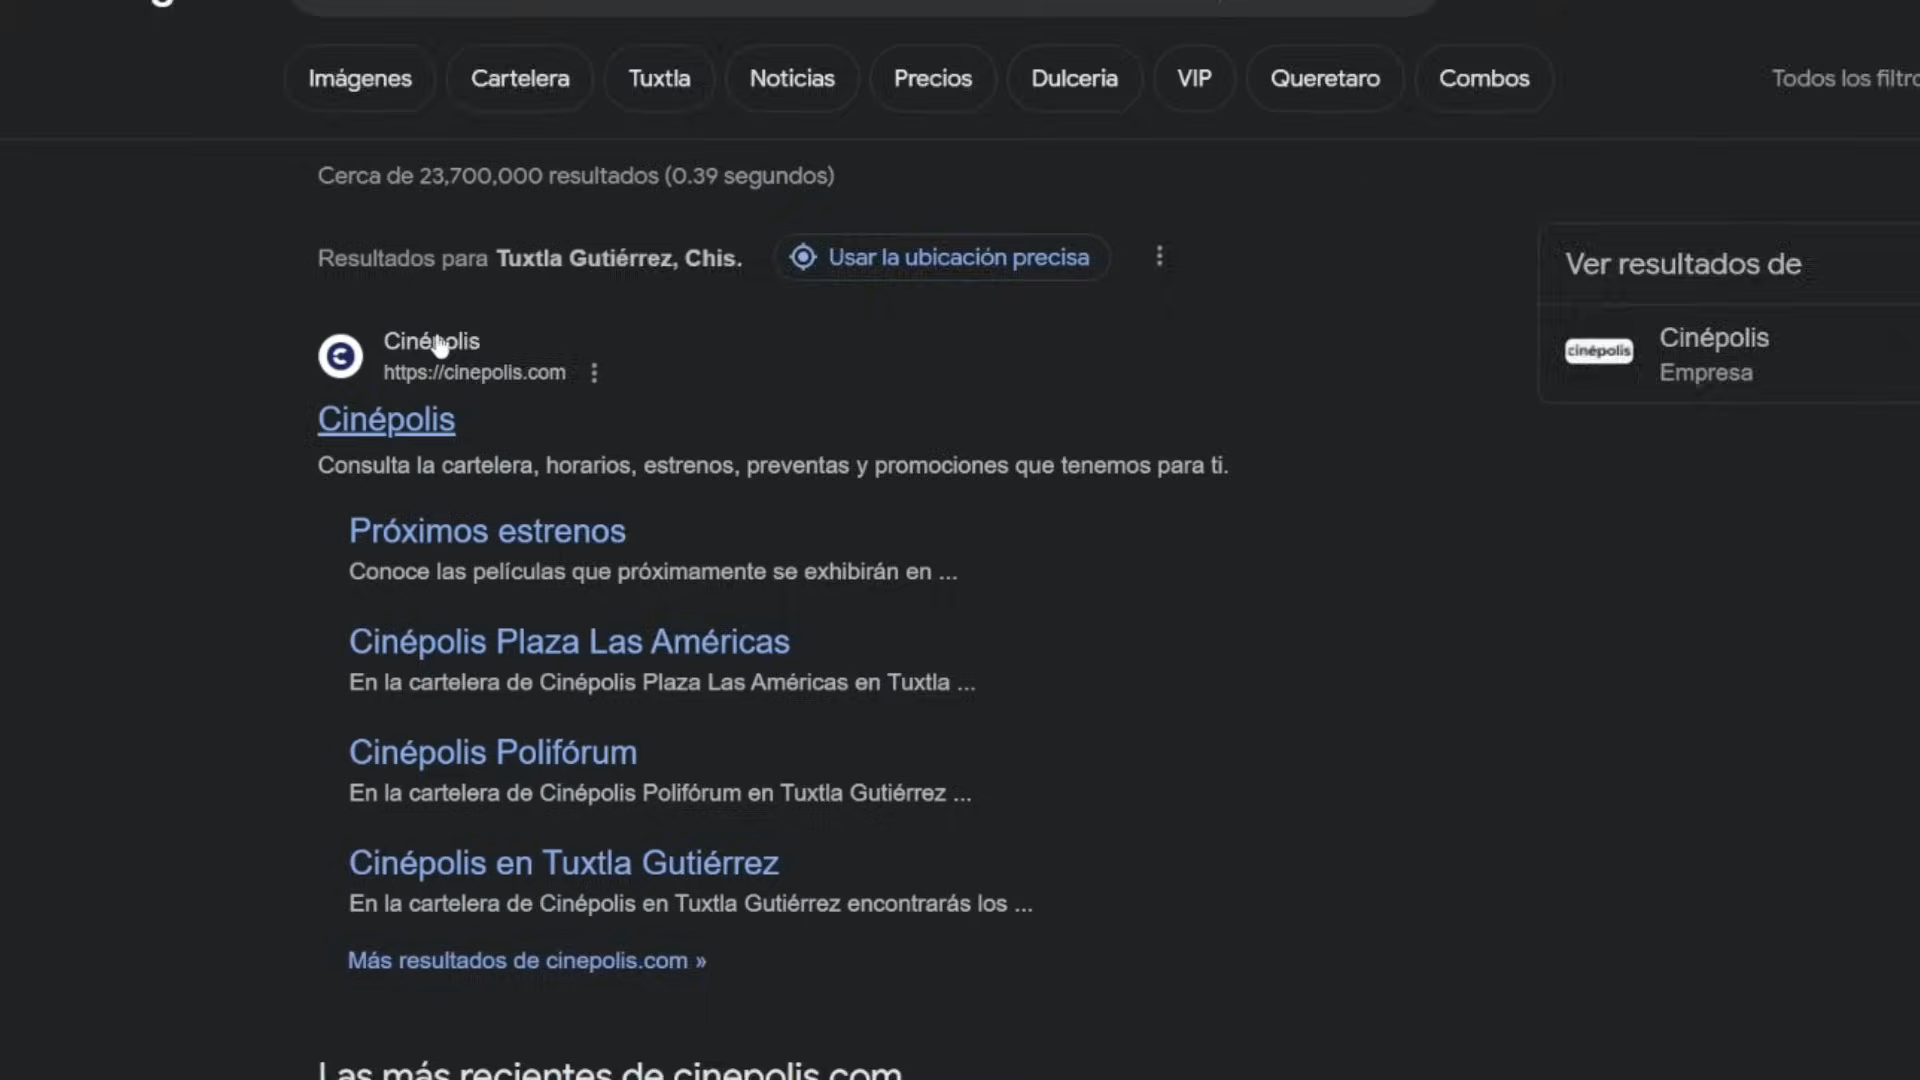 Imágenes
Cartelera
Tuxtla
Noticias
Precios
Dulceria
VIP
Queretaro
Combos
Todos los
Cerca de 23,700,000 resultados (0.39 segundos)
Resultados para Tuxtla Gutiérrez, Chis.
Usar la ubicación precisa
Ver resultados de
cinépolis
Cinépolis
Empresa
Cinépolis
https://cinepolis.com
Cinépolis
Consulta la cartelera, horarios, estrenos, preventas y promociones que tenemos para ti.
Próximos estrenos
Conoce las películas que próximamente se exhibirán en ...
Cinépolis Plaza Las Américas
En la cartelera de Cinépolis Plaza Las Américas en Tuxtla ...
Cinépolis Polifórum
En la cartelera de Cinépolis Polifórum en Tuxtla Gutiérrez ...
Cinépolis en Tuxtla Gutiérrez
En la cartelera de Cinépolis en Tuxtla Gutiérrez encontrarás los ...
Más resultados de cinepolis.com »
Las más recientes de cinepolis.com